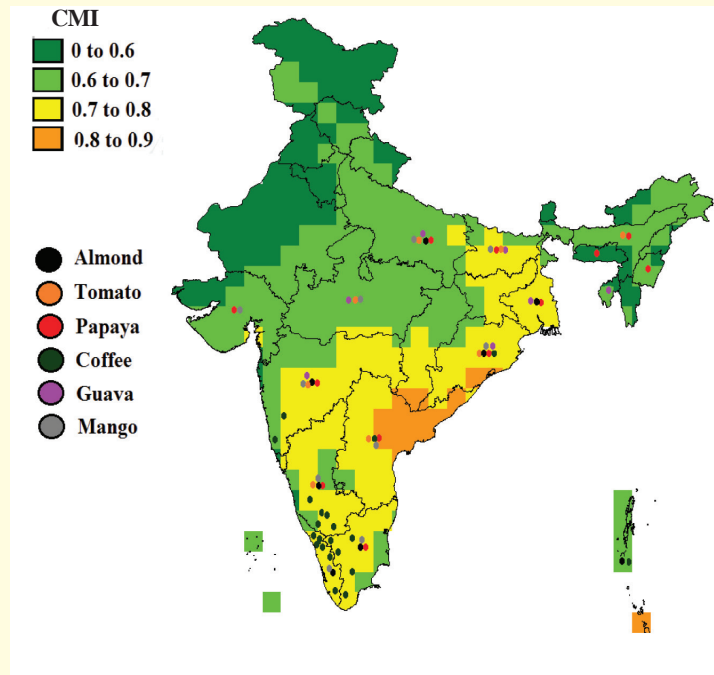 CMI
0 to 0.6
0.6 to 0.7
0.7 to 0.8
0.8 to 0.9
Almond
Tomato
Papaya
Coffee
Guava
Mango